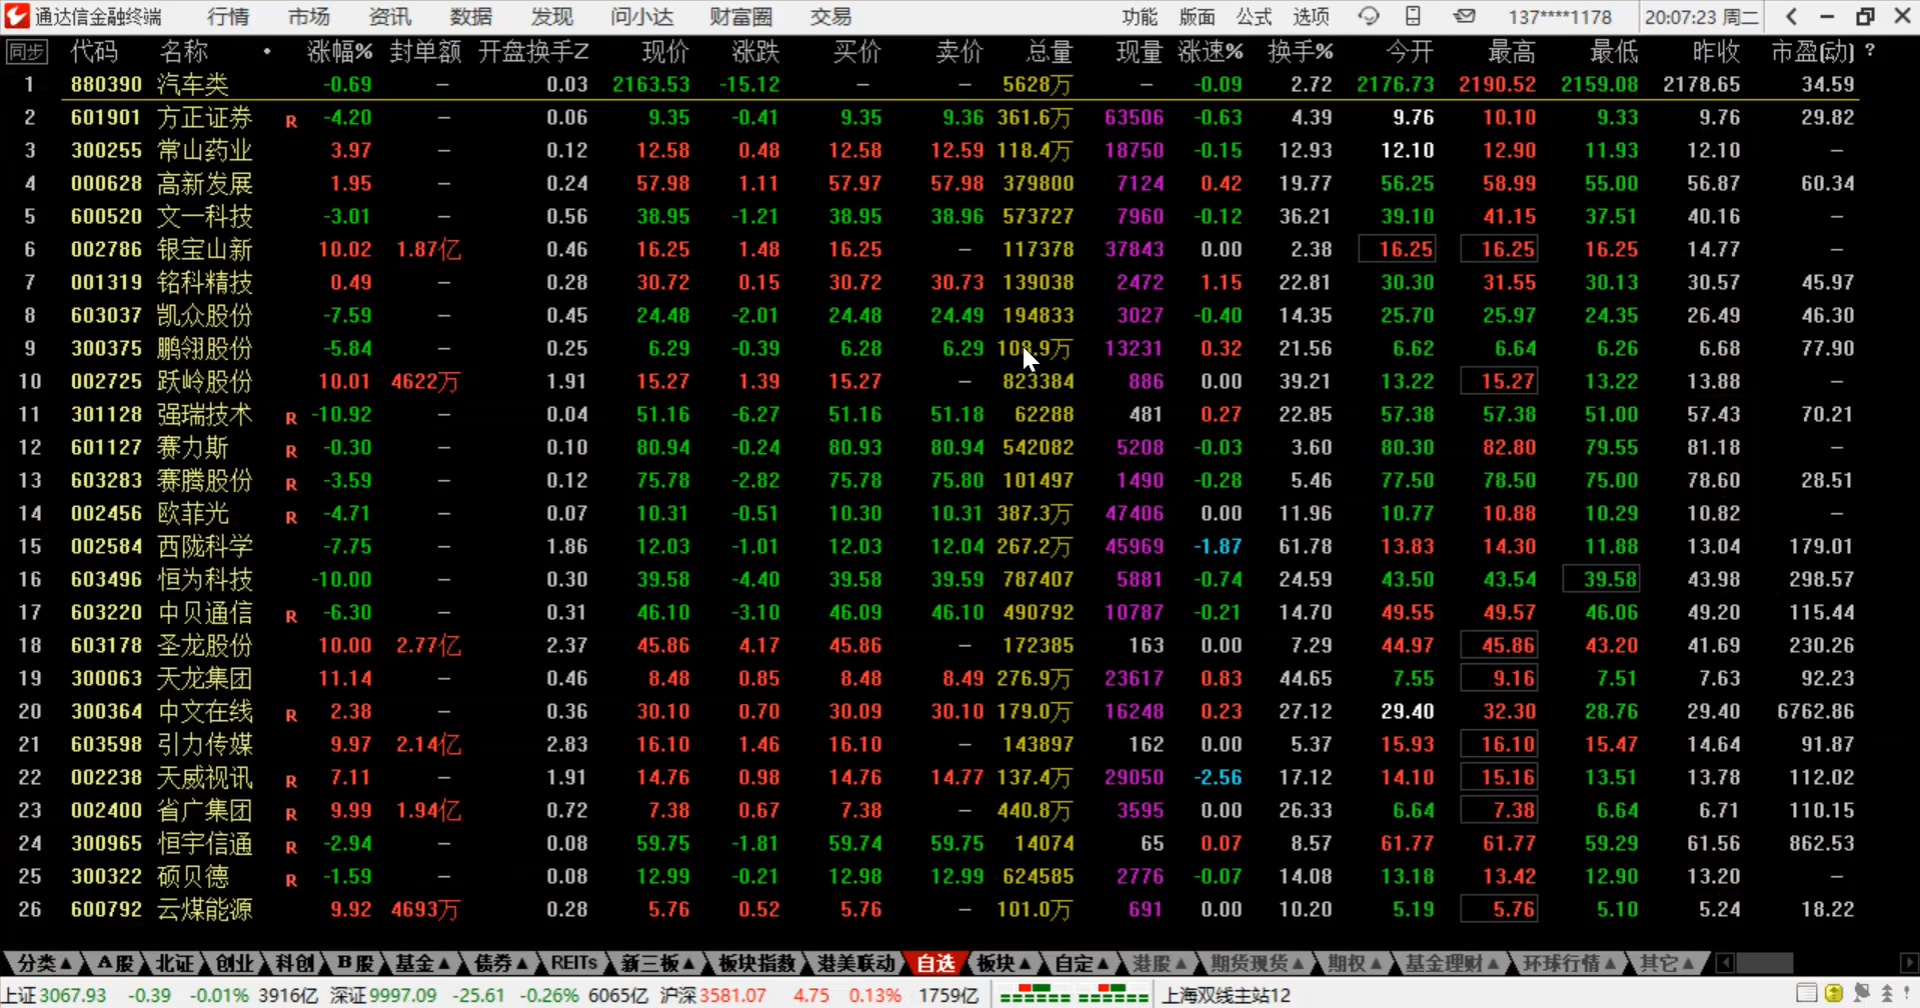 通达信金融终端 行情 市场 资讯 数据 发现 问小达 财富圈 交易 功能 版面 公式 选项 137****1178 20:07:23 周二
同步 代码 名称 涨幅% 封单额 开盘换手Z 现价 涨跌 买价 卖价 总量 现量 涨速% 换手% 今开 最高 最低 昨收 市盈(动) ?
1 880390 汽车类 -0.69 — 0.03 2163.53 -15.12 — — 5628万 — -0.09 2.72 2176.73 2190.52 2159.08 2178.65 34.59
2 601901 方正证券 R -4.20 — 0.06 9.35 -0.41 9.35 9.36 361.6万 63506 -0.63 4.39 9.76 10.10 9.33 9.76 29.82
3 300255 常山药业 3.97 — 0.12 12.58 0.48 12.58 12.59 118.4万 18750 -0.15 12.93 12.10 12.90 11.93 12.10 —
4 000628 高新发展 1.95 — 0.24 57.98 1.11 57.97 57.98 379800 7124 0.42 19.77 56.25 58.99 55.00 56.87 60.34
5 600520 文一科技 -3.01 — 0.56 38.95 -1.21 38.95 38.96 573727 7960 -0.12 36.21 39.10 41.15 37.51 40.16 —
6 002786 银宝山新 10.02 1.87亿 0.46 16.25 1.48 16.25 — 117378 37843 0.00 2.38 16.25 16.25 16.25 14.77 —
7 001319 铭科精技 0.49 — 0.28 30.72 0.15 30.72 30.73 139038 2472 1.15 22.81 30.30 31.55 30.13 30.57 45.97
8 603037 凯众股份 -7.59 — 0.45 24.48 -2.01 24.48 24.49 194833 3027 -0.40 14.35 25.70 25.97 24.35 26.49 46.30
9 300375 鹏翎股份 -5.84 — 0.25 6.29 -0.39 6.28 6.29 108.9万 13231 0.32 21.56 6.62 6.64 6.26 6.68 77.90
10 002725 跃岭股份 10.01 4622万 1.91 15.27 1.39 15.27 — 823384 886 0.00 39.21 13.22 15.27 13.22 13.88 —
11 301128 强瑞技术 R -10.92 — 0.04 51.16 -6.27 51.16 51.18 62288 481 0.27 22.85 57.38 57.38 51.00 57.43 70.21
12 601127 赛力斯 R -0.30 — 0.10 80.94 -0.24 80.93 80.94 542082 5208 -0.03 3.60 80.30 82.80 79.55 81.18 —
13 603283 赛腾股份 R -3.59 — 0.12 75.78 -2.82 75.78 75.80 101497 1490 -0.28 5.46 77.50 78.50 75.00 78.60 28.51
14 002456 欧菲光 R -4.71 — 0.07 10.31 -0.51 10.30 10.31 387.3万 47406 0.00 11.96 10.77 10.88 10.29 10.82 —
15 002584 西陇科学 -7.75 — 1.86 12.03 -1.01 12.03 12.04 267.2万 45969 -1.87 61.78 13.83 14.30 11.88 13.04 179.01
16 603496 恒为科技 -10.00 — 0.30 39.58 -4.40 39.58 39.59 787407 5881 -0.74 24.59 43.50 43.54 39.58 43.98 298.57
17 603220 中贝通信 R -6.30 — 0.31 46.10 -3.10 46.09 46.10 490792 10787 -0.21 14.70 49.55 49.57 46.06 49.20 115.44
18 603178 圣龙股份 10.00 2.77亿 2.37 45.86 4.17 45.86 — 172385 163 0.00 7.29 44.97 45.86 43.20 41.69 230.26
19 300063 天龙集团 11.14 — 0.46 8.48 0.85 8.48 8.49 276.9万 23617 0.83 44.65 7.55 9.16 7.51 7.63 92.23
20 300364 中文在线 R 2.38 — 0.36 30.10 0.70 30.09 30.10 179.0万 16248 0.23 27.12 29.40 32.30 28.76 29.40 6762.86
21 603598 引力传媒 9.97 2.14亿 2.83 16.10 1.46 16.10 — 143897 162 0.00 5.37 15.93 16.10 15.47 14.64 91.87
22 002238 天威视讯 R 7.11 — 1.91 14.76 0.98 14.76 14.77 137.4万 29050 -2.56 17.12 14.10 15.16 13.51 13.78 112.02
23 002400 省广集团 R 9.99 1.94亿 0.72 7.38 0.67 7.38 — 440.8万 3595 0.00 26.33 6.64 7.38 6.64 6.71 110.15
24 300965 恒宇信通 R -2.94 — 0.08 59.75 -1.81 59.74 59.75 14074 65 0.07 8.57 61.77 61.77 59.29 61.56 862.53
25 300322 硕贝德 R -1.59 — 0.08 12.99 -0.21 12.98 12.99 624585 2776 -0.07 14.08 13.18 13.42 12.90 13.20 —
26 600792 云煤能源 9.92 4693万 0.28 5.76 0.52 5.76 — 101.0万 691 0.00 10.20 5.19 5.76 5.10 5.24 18.22
分类▲ A股 北证 创业 科创 B股 基金▲ 债券▲ REITs 新三板▲ 板块指数 港美联动 自选 板块▲ 自定▲ 港股▲ 期货现货▲ 期权▲ 基金理财▲ 环球行情▲ 其它▲
上证3067.93 -0.39 -0.01% 3916亿 深证9997.09 -25.61 -0.26% 6065亿 沪深3581.07 4.75 0.13% 1759亿 上海双线主站12